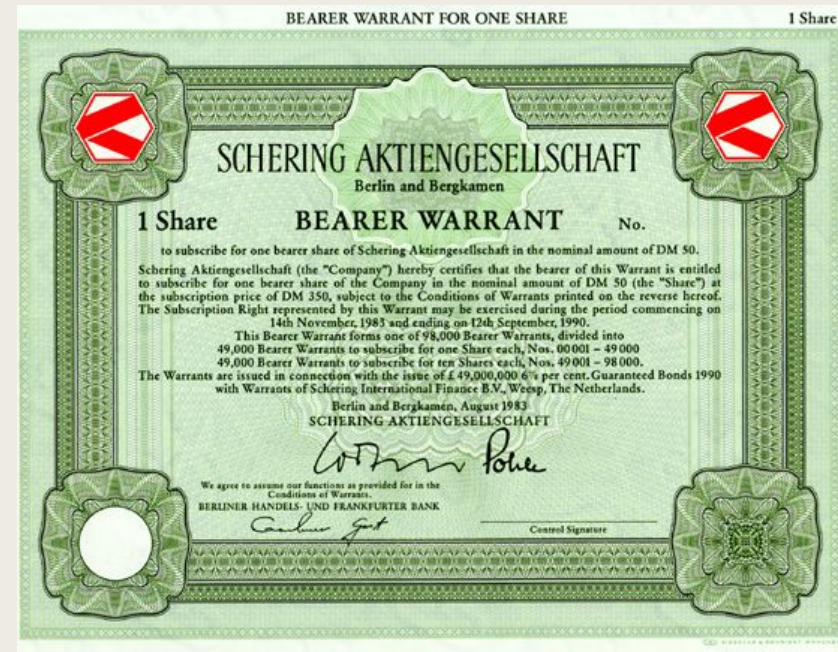 BEARER WARRANT FOR ONE SHARE 1 Share
SCHERING AKTIENGESELLSCHAFT
Berlin and Bergkamen
1 Share BEARER WARRANT No.
to subscribe for one bearer share of Schering Aktiengesellschaft in the nominal amount of DM 50.
Schering Aktiengesellschaft (the "Company") hereby certifies that the bearer of this Warrant is entitled
to subscribe for one bearer share of the Company in the nominal amount of DM 50 (the "Share") at
the subscription price of DM 350, subject to the Conditions of Warrants printed on the reverse hereof.
The Subscription Right represented by this Warrant may be exercised during the period commencing on
14th November, 1983 and ending on 12th September, 1990.
This Bearer Warrant forms one of 98,000 Bearer Warrants, divided into
49,000 Bearer Warrants to subscribe for one Share each, Nos. 00001 – 49000
49,000 Bearer Warrants to subscribe for ten Shares each, Nos. 49001 – 98000.
The Warrants are issued in connection with the issue of £ 49,000,000 per cent. Guaranteed Bonds 1990
with Warrants of Schering International Finance B.V., Weesp, The Netherlands.
Berlin and Bergkamen, August 1983
SCHERING AKTIENGESELLSCHAFT
We agree to assume our functions as provided for in the
Conditions of Warrants.
BERLINER HANDELS- UND FRANKFURTER BANK
Control Signature